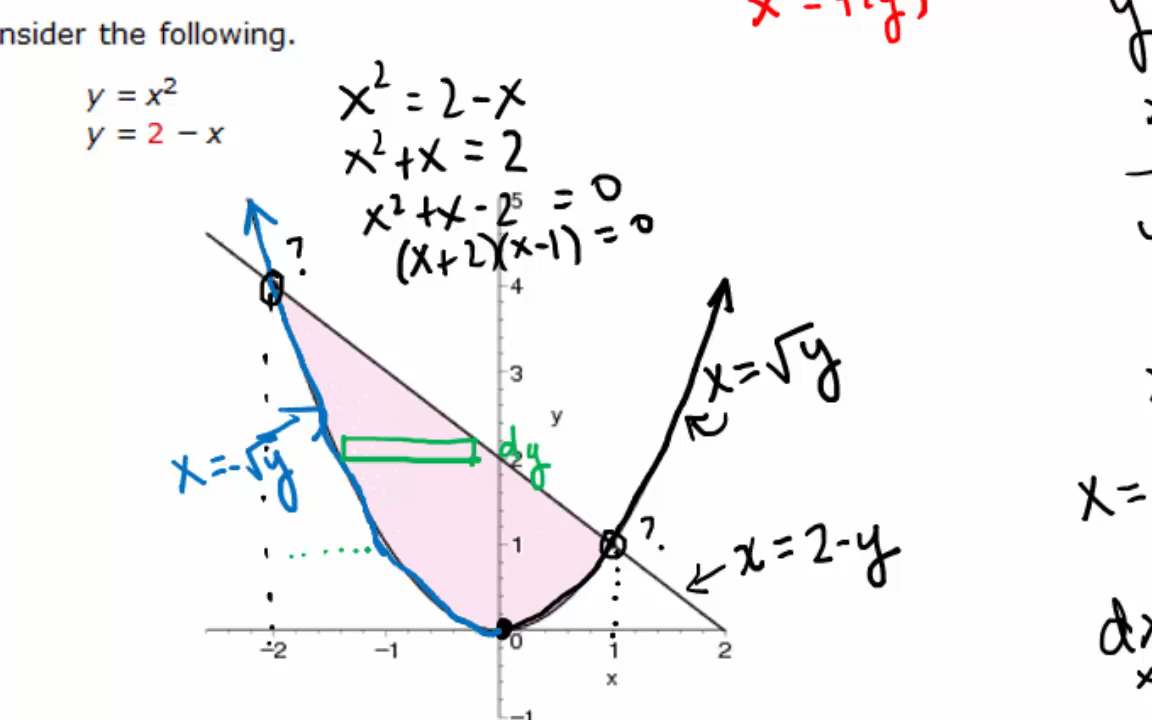 nsider the following.
y = x²
y = 2 − x
x² = 2 - x
x² + x = 2
x² + x - 2 = 0
(x + 2)(x - 1) = 0
5
?
4
3
x = √y
y
dy
2
x = -√y
?
1
x = 2 - y
x =
−2
−1
0
1
2
x
−1